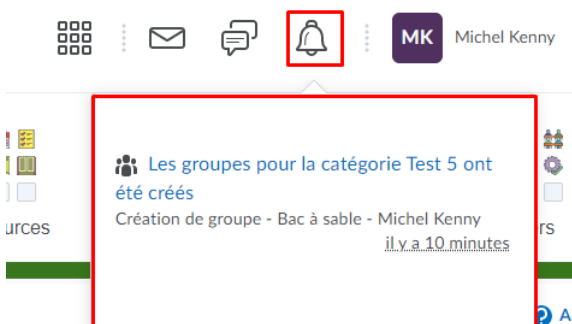 MK Michel Kenny
Les groupes pour la catégorie Test 5 ont
été créés
Création de groupe - Bac à sable - Michel Kenny
il y a 10 minutes
urces
rs
A